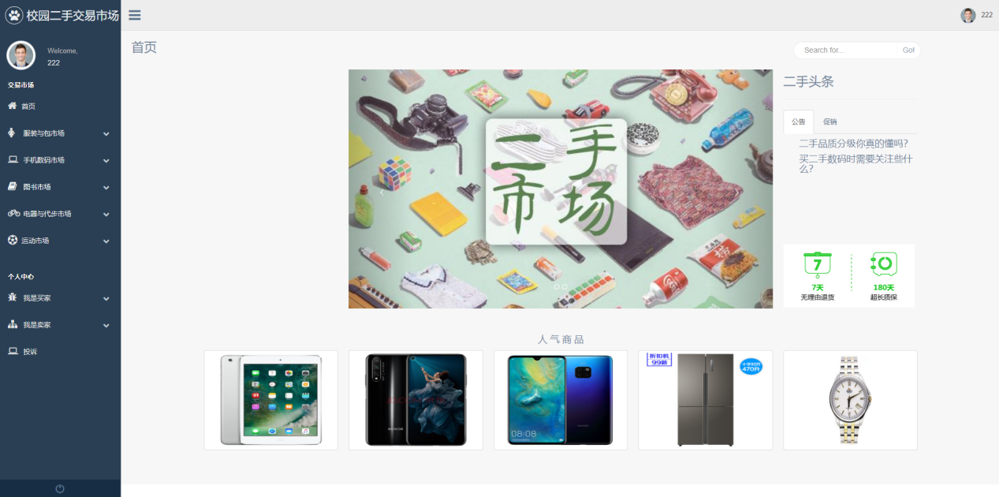 校园二手交易市场
222
Welcome,
222
交易市场
首页
服装与包市场
手机数码市场
图书市场
电器与代步市场
运动市场
个人中心
我是买家
我是卖家
投诉
首页
Search for...
Go!
二手
市场
二手头条
公告
促销
二手品质分级你真的懂吗?
买二手数码时需要关注些什
么?
7
7天
无理由退货
180天
超长质保
人气商品
08:08
折扣机
99新
470升